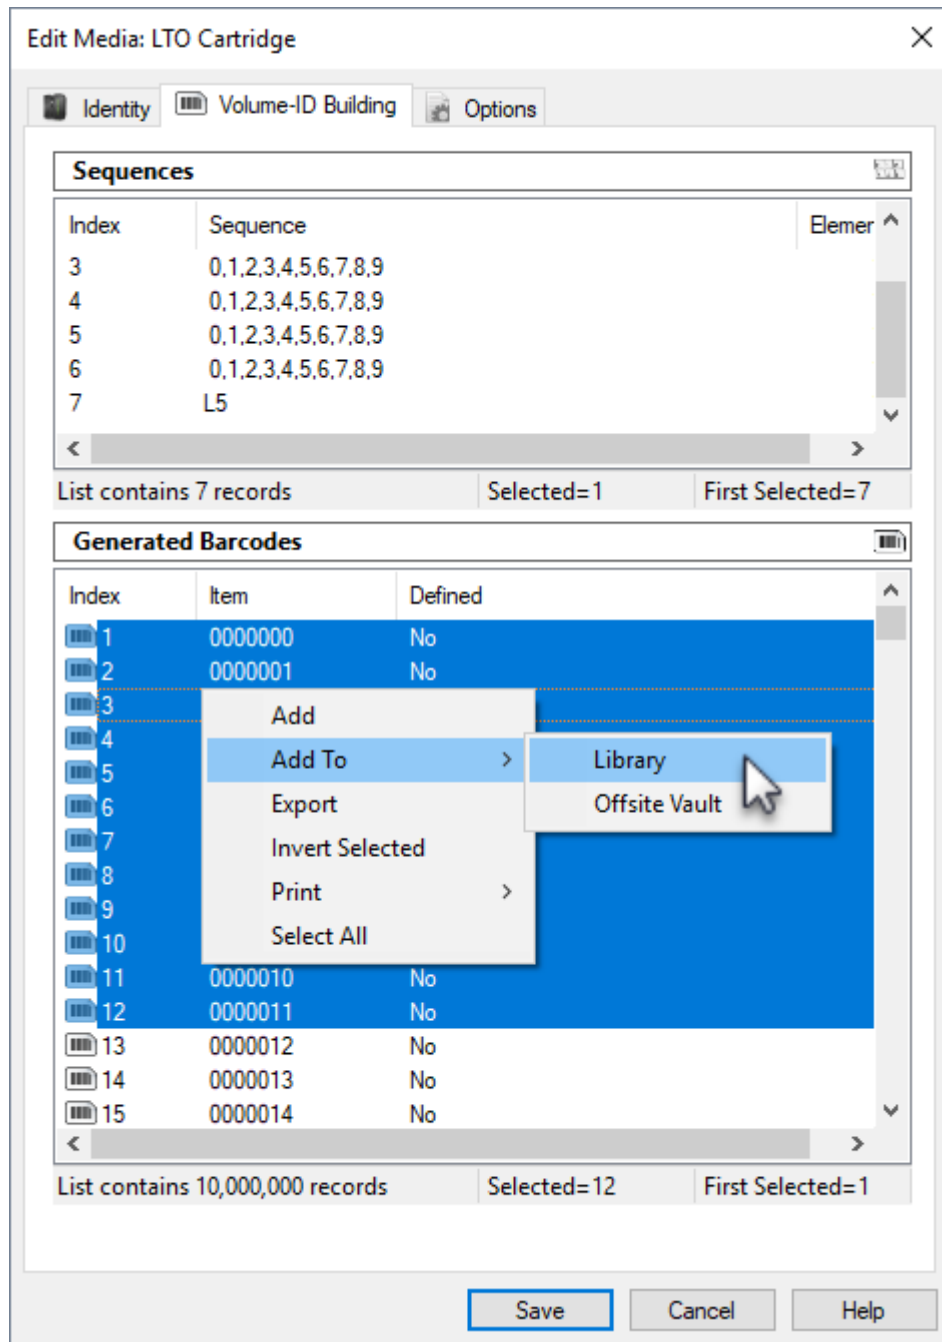 Edit Media: LTO Cartridge
Identity Volume-ID Building Options
Sequences
Index Sequence Elemer
3 0,1,2,3,4,5,6,7,8,9
4 0,1,2,3,4,5,6,7,8,9
5 0,1,2,3,4,5,6,7,8,9
6 0,1,2,3,4,5,6,7,8,9
7 L5
List contains 7 records Selected=1 First Selected=7
Generated Barcodes
Index Item Defined
1 0000000 No
2 0000001 No
3
4
5
6
7
8
9
10
Add
Add To
Export
Invert Selected
Print
Select All
Library
Offsite Vault
11 0000010 No
12 0000011 No
13 0000012 No
14 0000013 No
15 0000014 No
List contains 10,000,000 records Selected=12 First Selected=1
Save Cancel Help